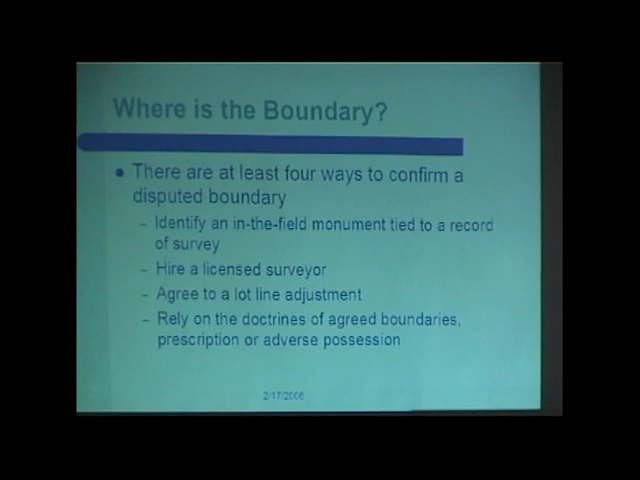 Where is the Boundary?
• There are at least four ways to confirm a
disputed boundary
– Identify an in-the-field monument tied to a record
of survey
– Hire a licensed surveyor
– Agree to a lot line adjustment
– Rely on the doctrines of agreed boundaries,
prescription or adverse possession
2/17/2006